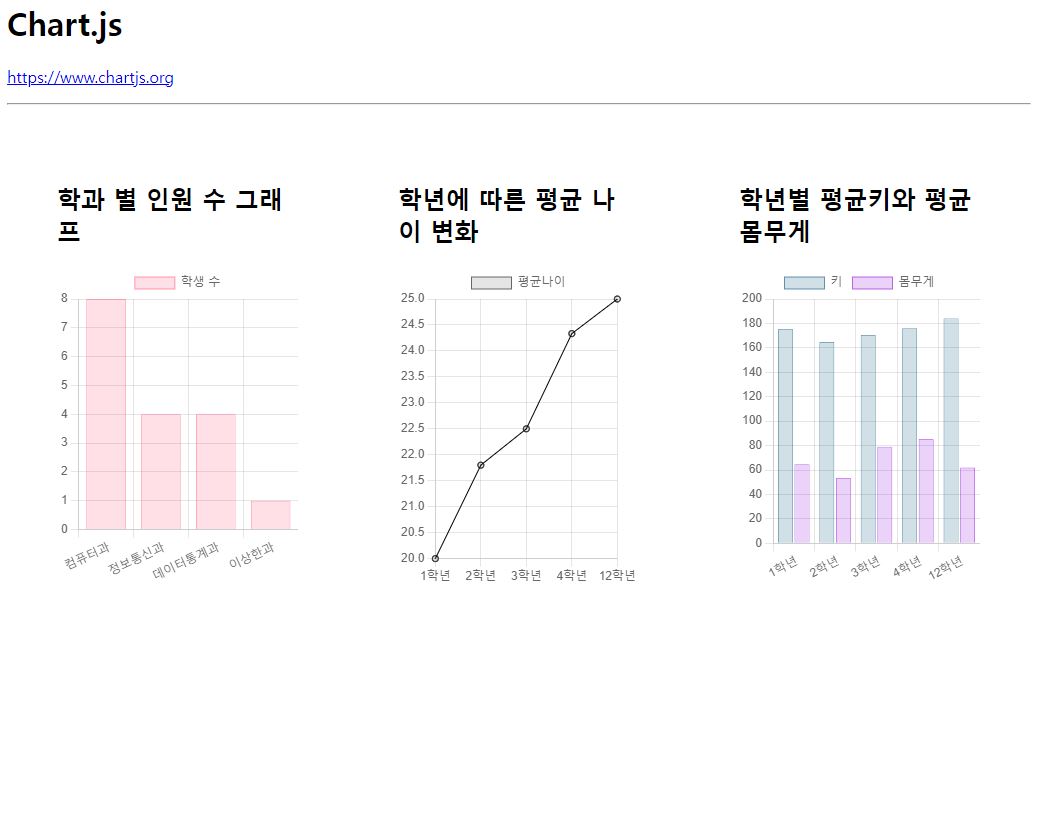 Chart.js
https://www.chartjs.org
학과 별 인원 수 그래
프
학생 수
8
7
6
5
4
3
2
1
0
컴퓨터과 정보통신과 데이터통계과 이상한과
학년에 따른 평균 나
이 변화
평균나이
25.0
24.5
24.0
23.5
23.0
22.5
22.0
21.5
21.0
20.5
20.0
1학년 2학년 3학년 4학년 12학년
학년별 평균키와 평균
몸무게
키 몸무게
200
180
160
140
120
100
80
60
40
20
0
1학년 2학년 3학년 4학년 12학년